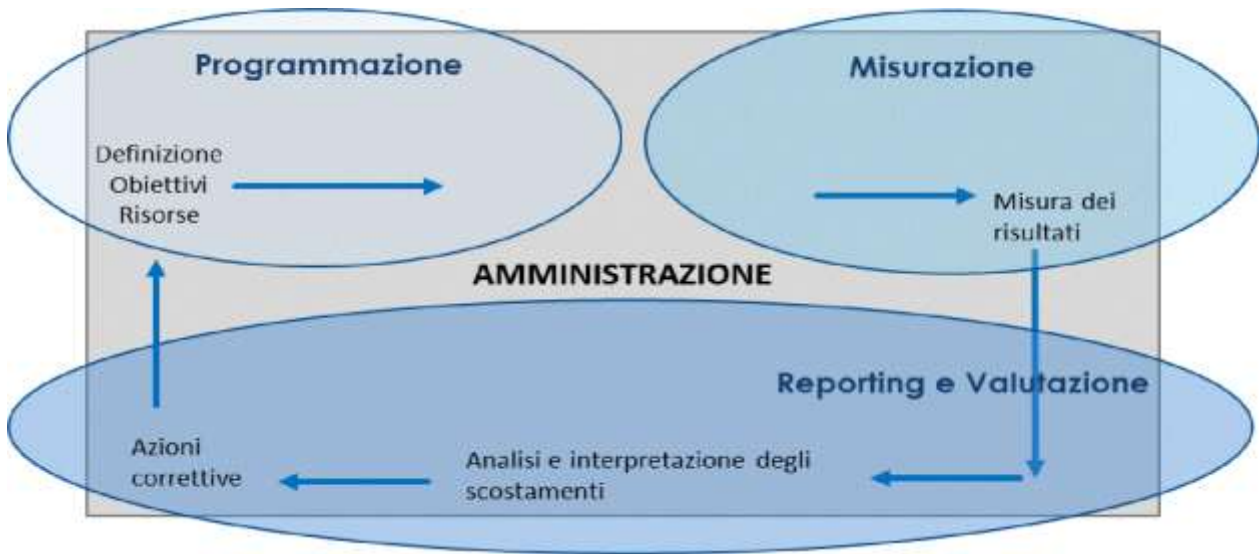 Programmazione
Misurazione
Definizione
Obiettivi
Risorse
Misura dei
risultati
AMMINISTRAZIONE
Reporting e Valutazione
Azioni
correttive
Analisi e interpretazione degli
scostamenti